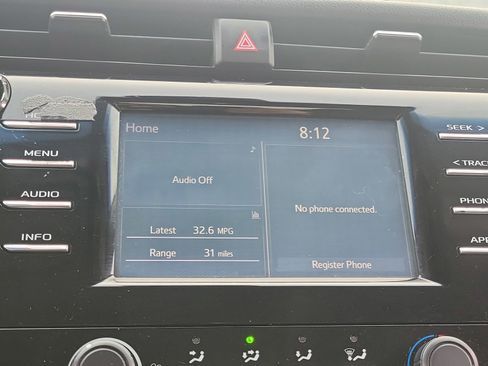 Home 8:12
SEEK >
MENU
< TRACK
Audio Off
AUDIO
No phone connected.
PHON
Latest 32.6 MPG
INFO
APP
Range 31 miles
Register Phone